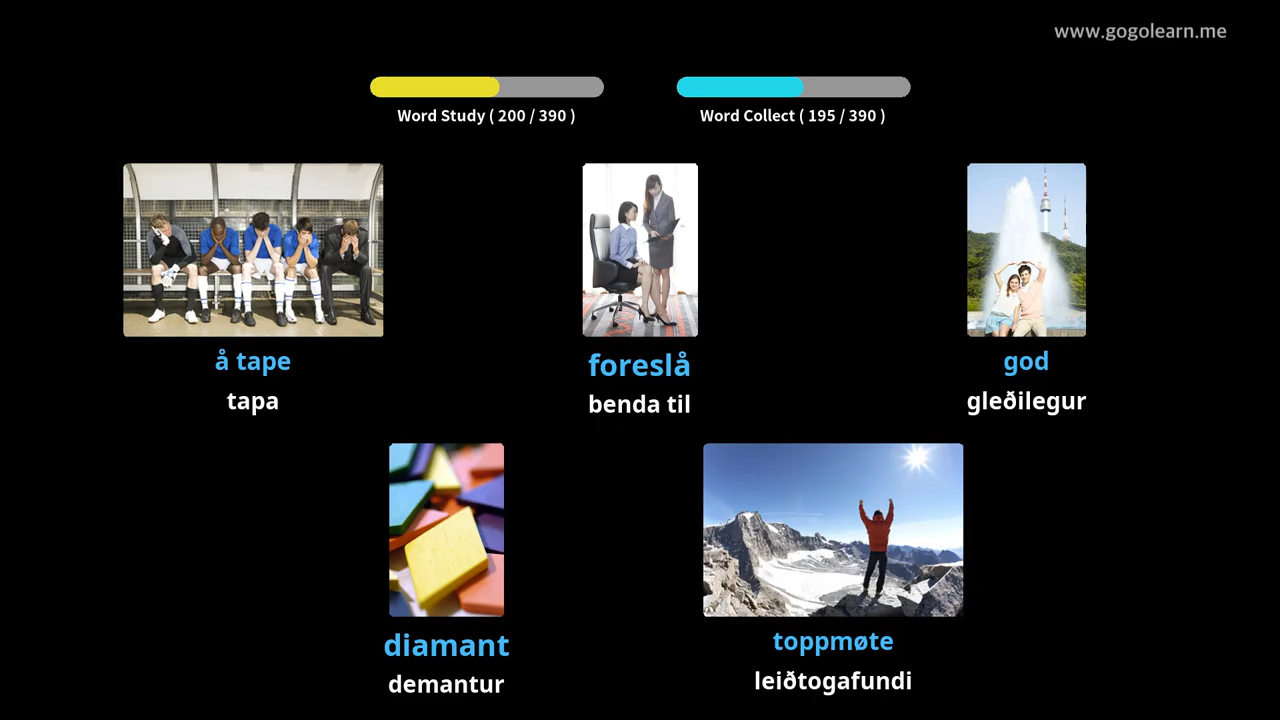 www.gogolearn.me
Word Study ( 200 / 390 )
Word Collect ( 195 / 390 )
å tape
tapa
foreslå
benda til
god
gleðilegur
diamant
demantur
toppmøte
leiðtogafundi